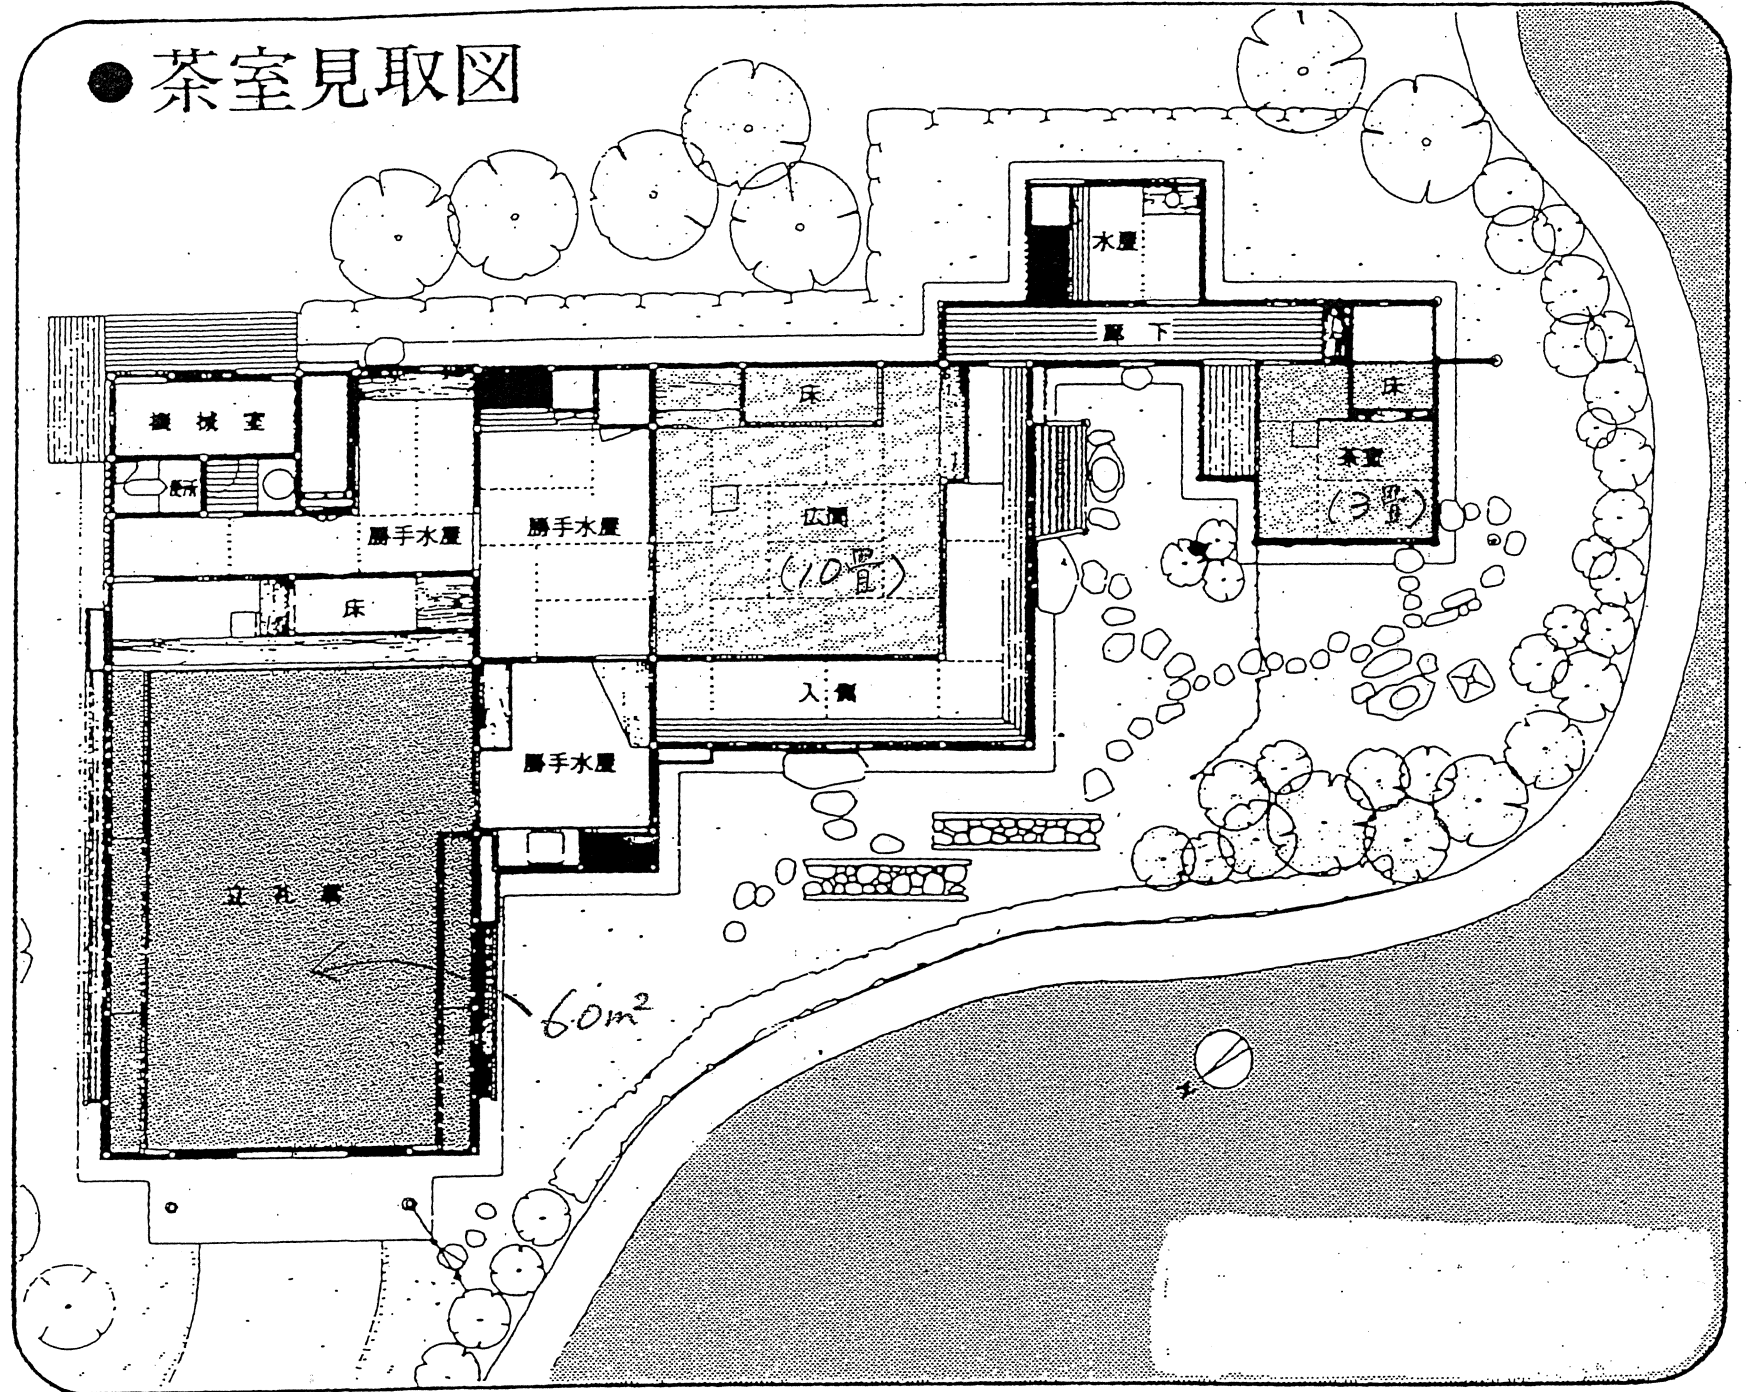 ●茶室見取図
水屋
廊下
床
床
機械室
茶室
便所
(3畳)
勝手水屋
勝手水屋
広間
(10畳)
床
入側
勝手水屋
立礼席
60m²